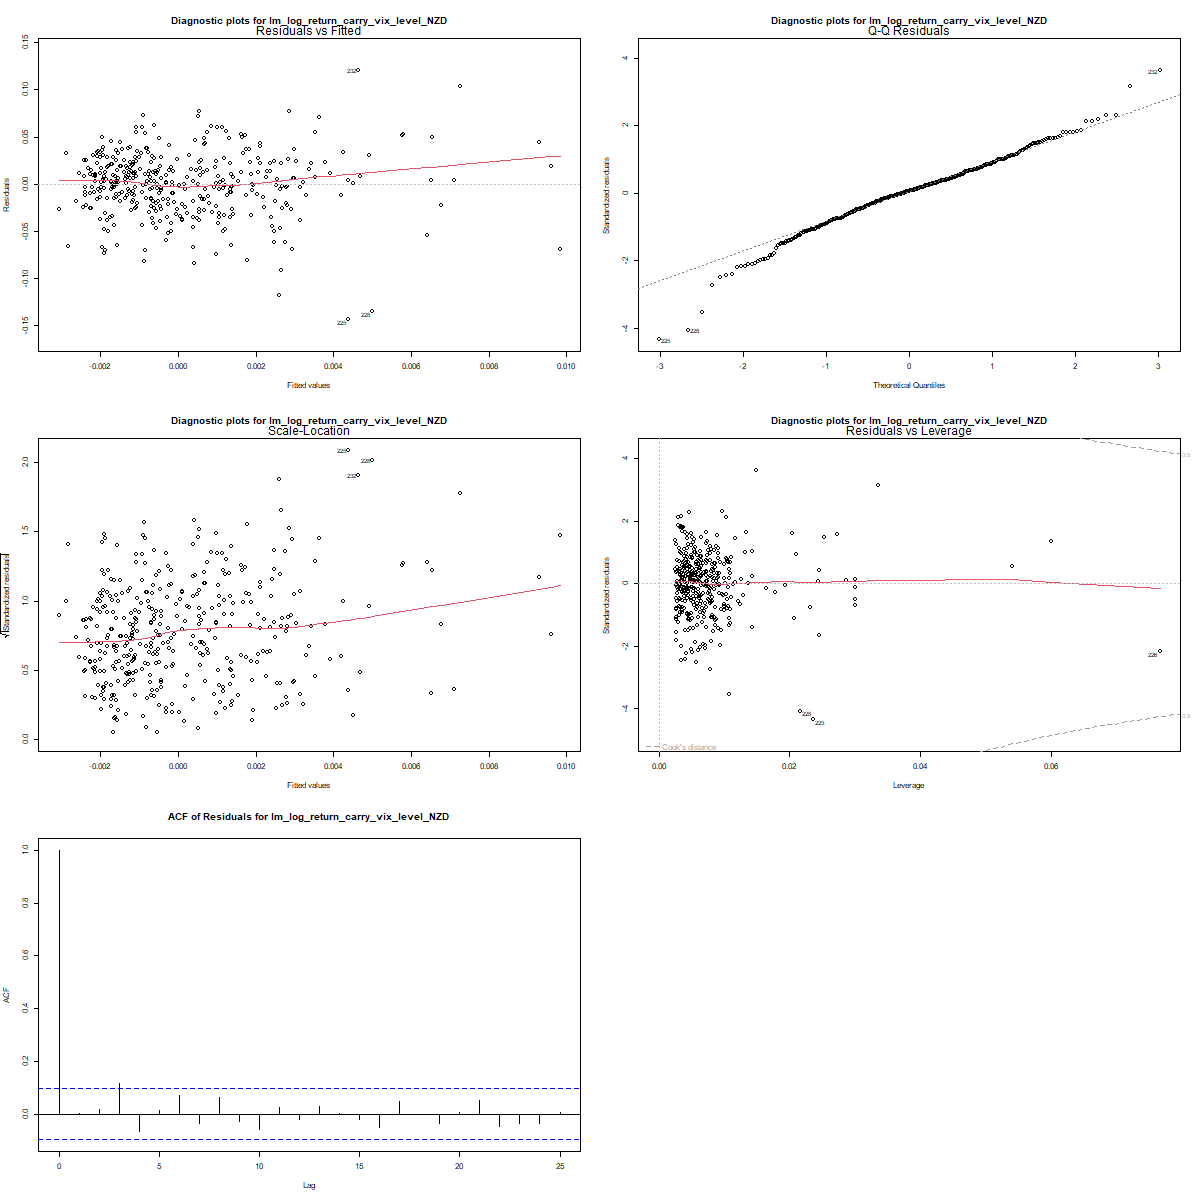 Diagnostic plots for lm_log_return_carry_vix_level_NZD
Residuals vs Fitted
0.15
0.10
0.05
0.00
-0.05
-0.10
-0.15
Residuals
232
225
228
-0.002 0.000 0.002 0.004 0.006 0.008 0.010
Fitted values
Diagnostic plots for lm_log_return_carry_vix_level_NZD
Q-Q Residuals
4
2
0
-2
-4
Standardized residuals
232
228
225
-3 -2 -1 0 1 2 3
Theoretical Quantiles
Diagnostic plots for lm_log_return_carry_vix_level_NZD
Scale-Location
2.0
1.5
1.0
0.5
0.0
√|Standardized residuals|
225
228
232
-0.002 0.000 0.002 0.004 0.006 0.008 0.010
Fitted values
Diagnostic plots for lm_log_return_carry_vix_level_NZD
Residuals vs Leverage
4
2
0
-2
-4
Standardized residuals
0.5
226
228
225
0.5
Cook's distance
0.00 0.02 0.04 0.06
Leverage
ACF of Residuals for lm_log_return_carry_vix_level_NZD
1.0
0.8
0.6
0.4
0.2
0.0
ACF
0 5 10 15 20 25
Lag